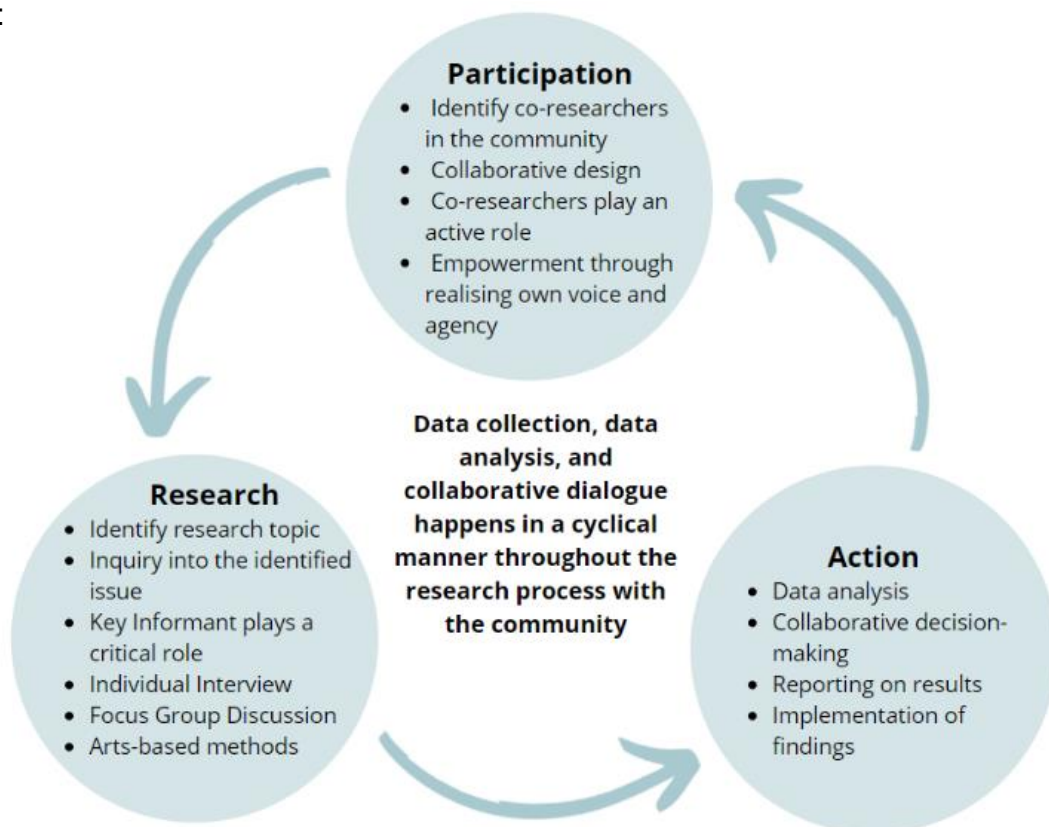 :
Participation
• Identify co-researchers
in the community
• Collaborative design
• Co-researchers play an
active role
• Empowerment through
realising own voice and
agency
Data collection, data
analysis, and
collaborative dialogue
happens in a cyclical
manner throughout the
research process with
the community
Research
• Identify research topic
• Inquiry into the identified
issue
• Key Informant plays a
critical role
• Individual Interview
• Focus Group Discussion
• Arts-based methods
Action
• Data analysis
• Collaborative decision-
making
• Reporting on results
• Implementation of
findings